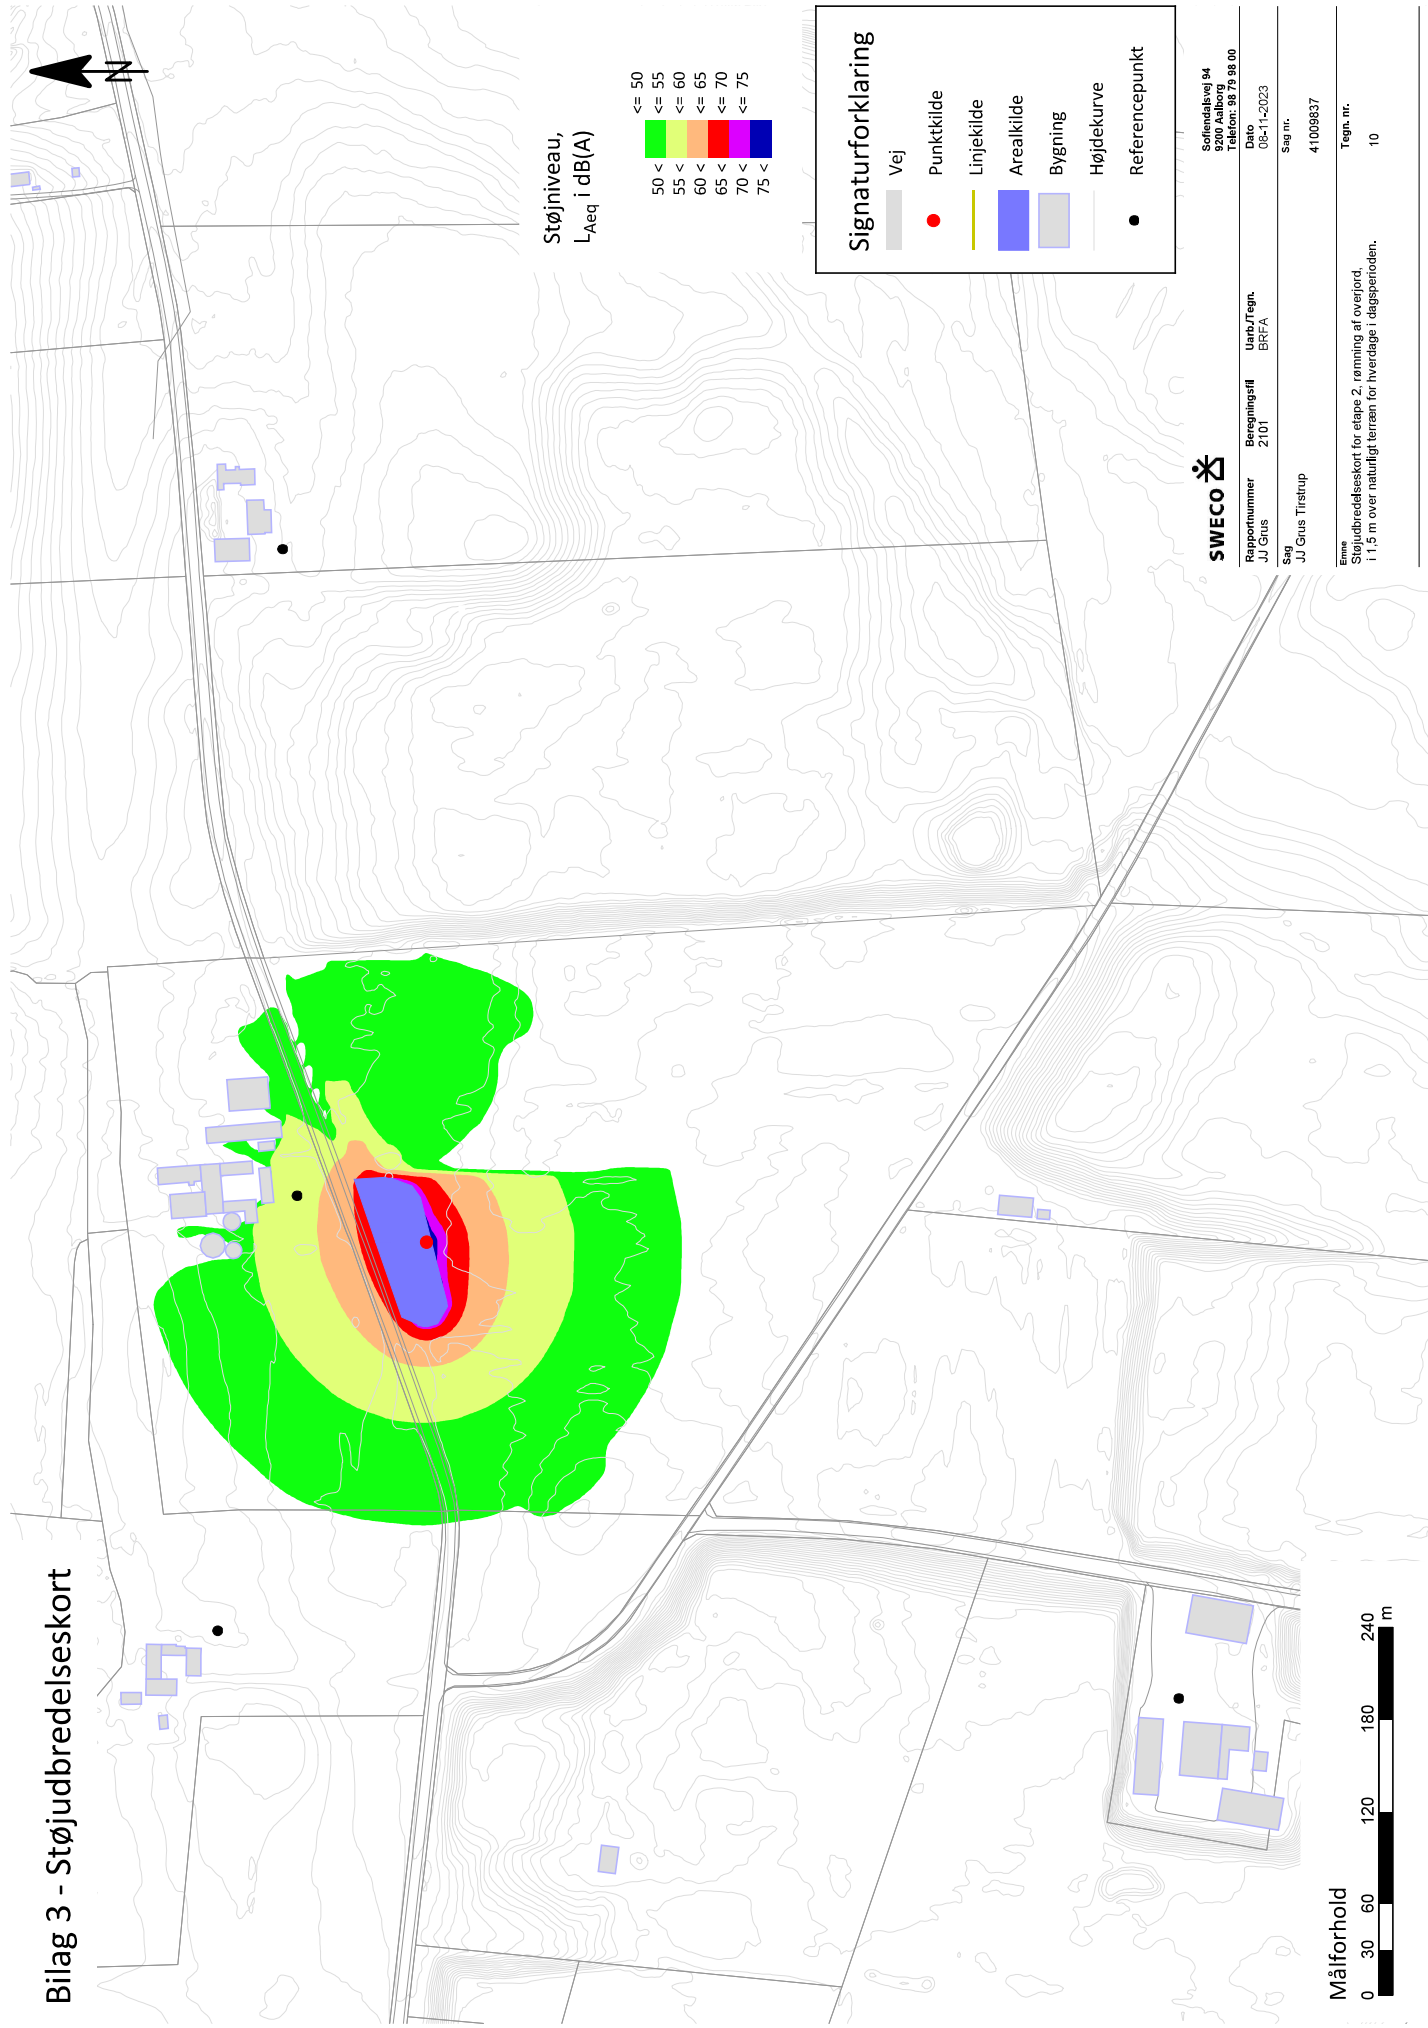 Bilag 3 - Støjudbredelseskort
N
Støjniveau,
LAeq i dB(A)
<= 50
50 < <= 55
55 < <= 60
60 < <= 65
65 < <= 70
70 < <= 75
75 <
Signaturforklaring
Vej
Punktkilde
Linjekilde
Arealkilde
Bygning
Højdekurve
Referencepunkt
Målforhold
0 30 60 120 180 240
m
SWECO
Sofiendalsvej 94
9200 Aalborg
Telefon: 98 79 98 00
Rapportnummer Beregningsfil Uarb./Tegn. Dato
JJ Grus 2101 BRFA 08-11-2023
Sag Sag nr.
JJ Grus Tirstrup 41009837
Emne Tegn. nr.
Støjudbredelseskort for etape 2, rømning af overjord,
i 1,5 m over naturligt terræn for hverdage i dagsperioden.
10